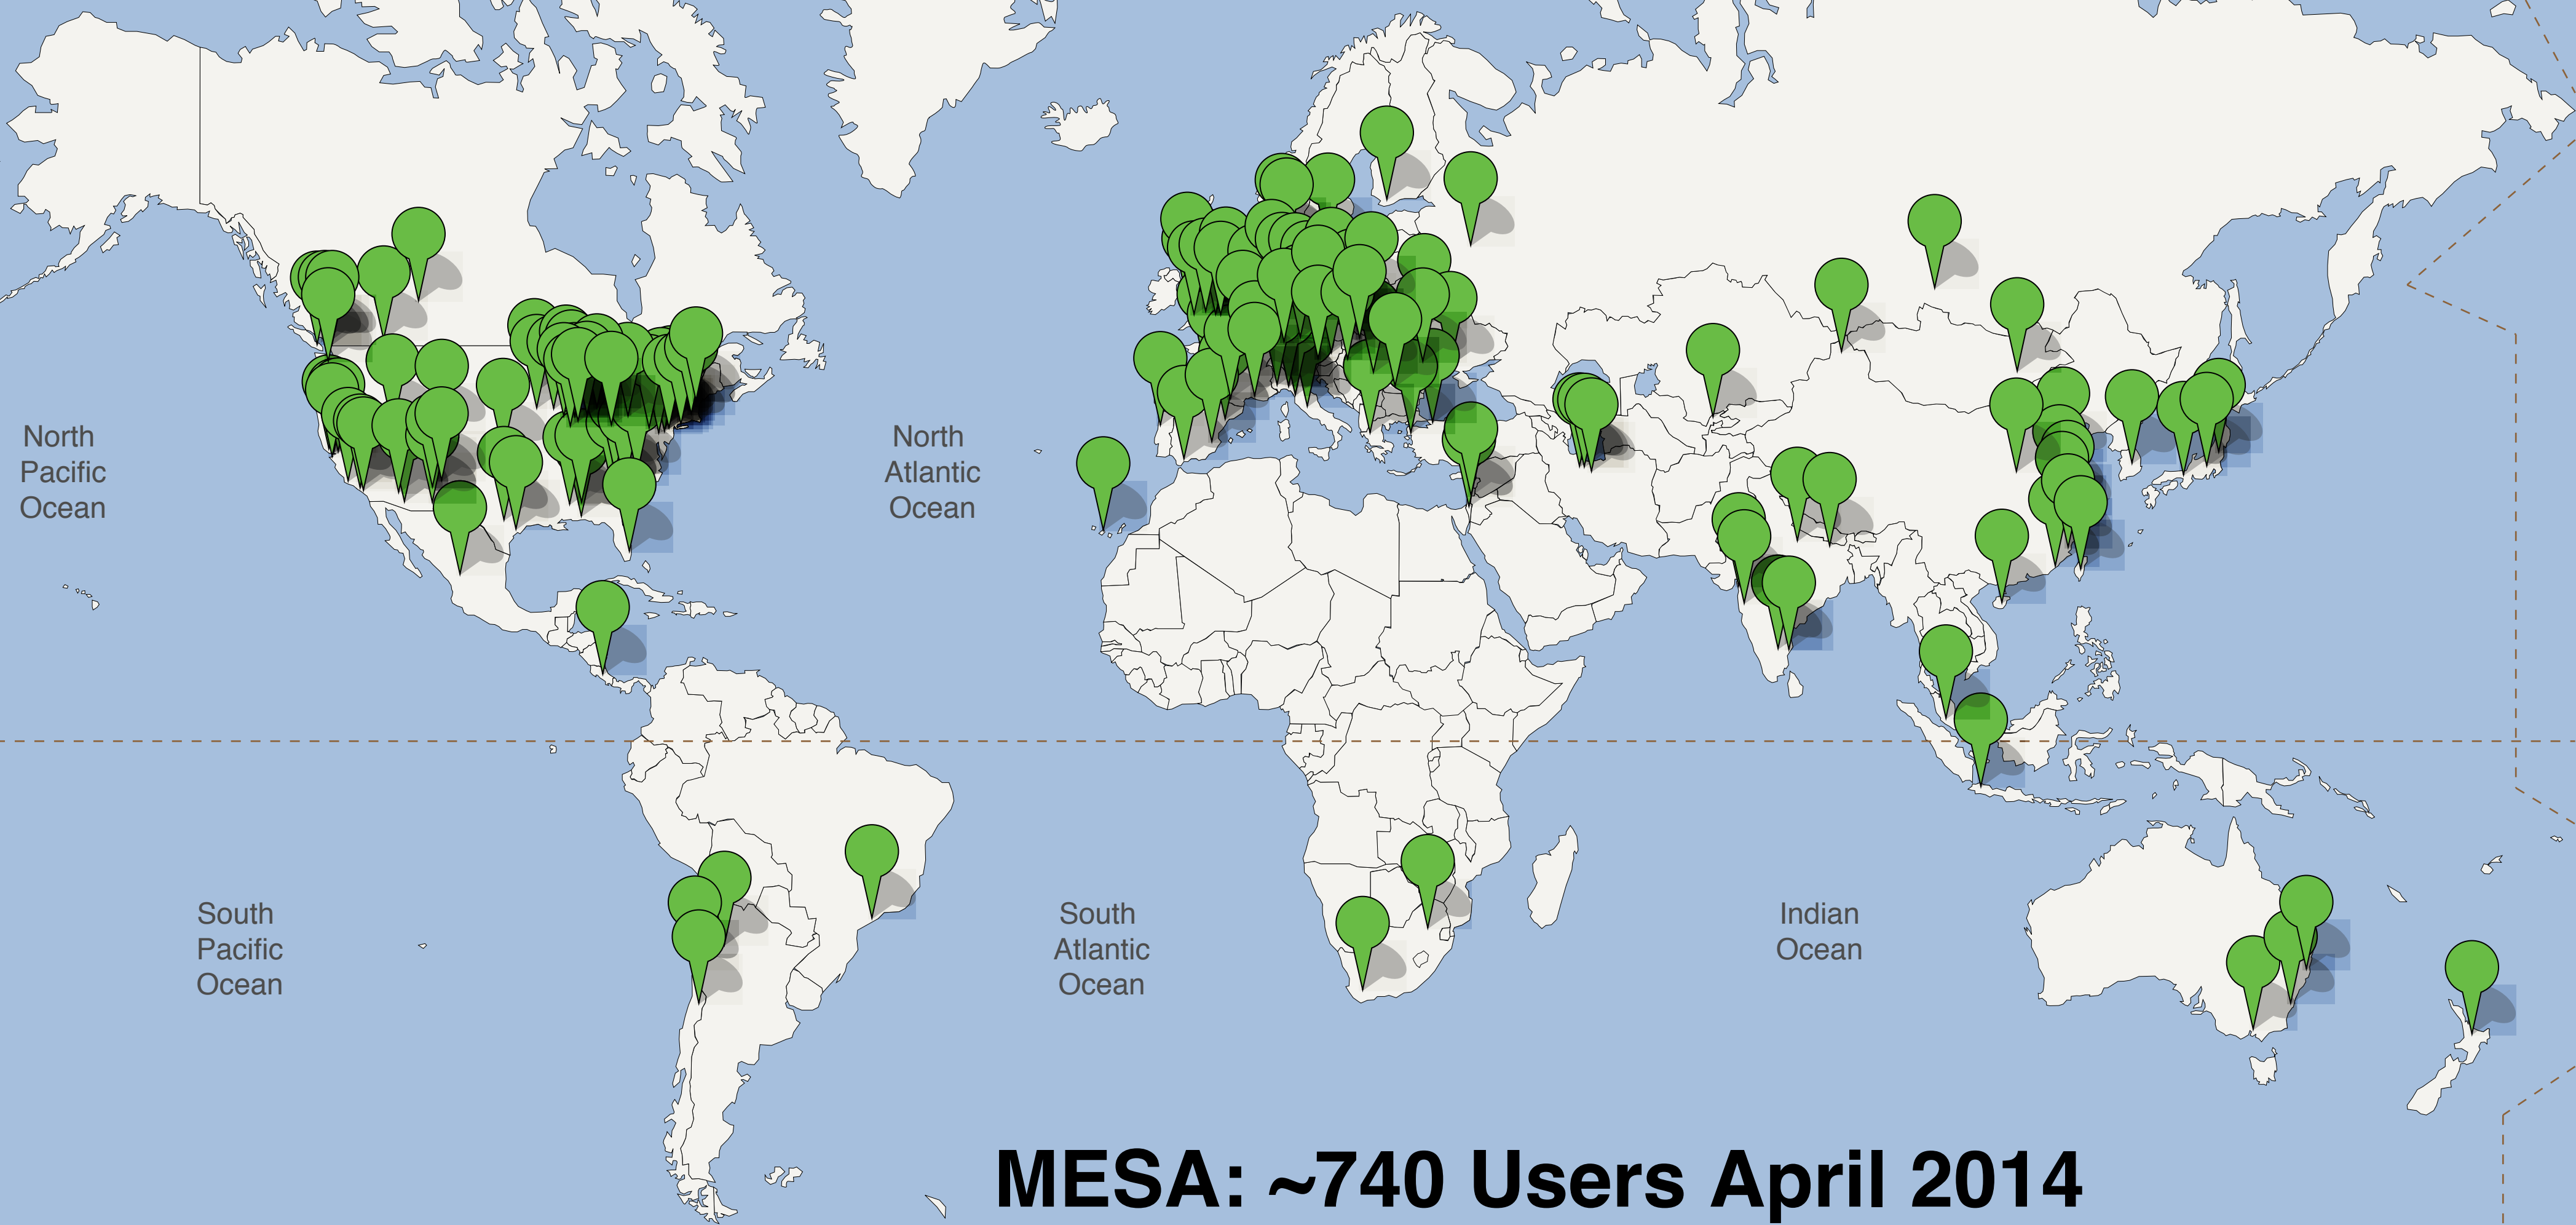 North
Pacific
Ocean
North
Atlantic
Ocean
South
Pacific
Ocean
South
Atlantic
Ocean
Indian
Ocean
MESA: ~740 Users April 2014